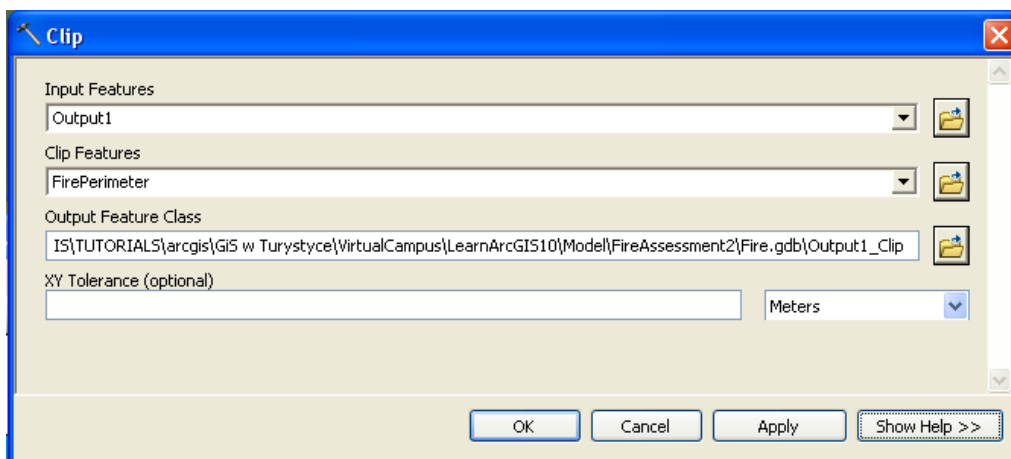 Clip
Input Features
Output1
Clip Features
FirePerimeter
Output Feature Class
IS\TUTORIALS\arcgis\GiS w Turystyce\VirtualCampus\LearnArcGIS10\Model\FireAssessment2\Fire.gdb\Output1_Clip
XY Tolerance (optional)
Meters
OK Cancel Apply Show Help >>